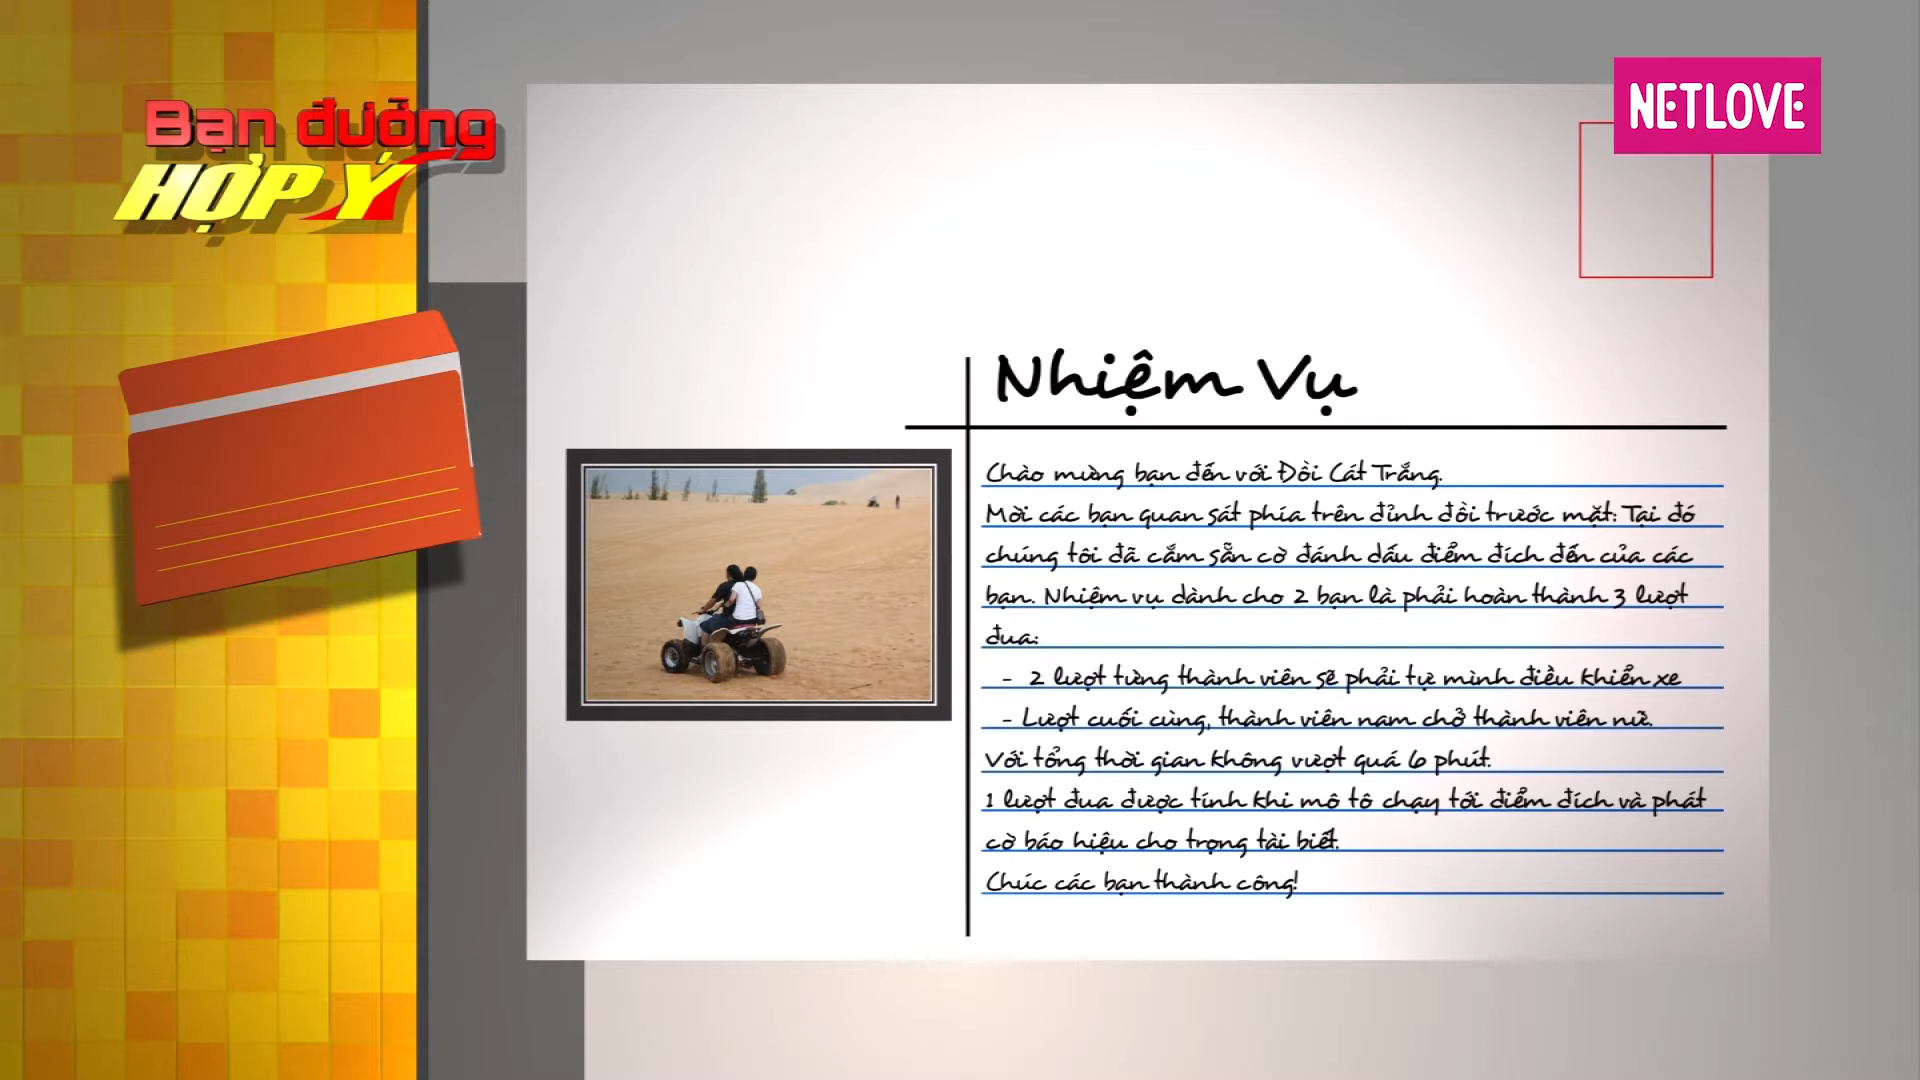 Bạn đường
HỢP Ý
NETLOVE
Nhiệm Vụ
Chào mừng bạn đến với Đồi Cát Trắng.
Mời các bạn quan sát phía trên đỉnh đồi trước mặt: Tại đó
chúng tôi đã cắm sẵn cờ đánh dấu điểm đích đến của các
bạn. Nhiệm vụ dành cho 2 bạn là phải hoàn thành 3 lượt
đua:
- 2 lượt từng thành viên sẽ phải tự mình điều khiển xe
- Lượt cuối cùng, thành viên nam chở thành viên nữ.
Với tổng thời gian không vượt quá 6 phút.
1 lượt đua được tính khi mô tô chạy tới điểm đích và phát
cờ báo hiệu cho trọng tài biết.
Chúc các bạn thành công!